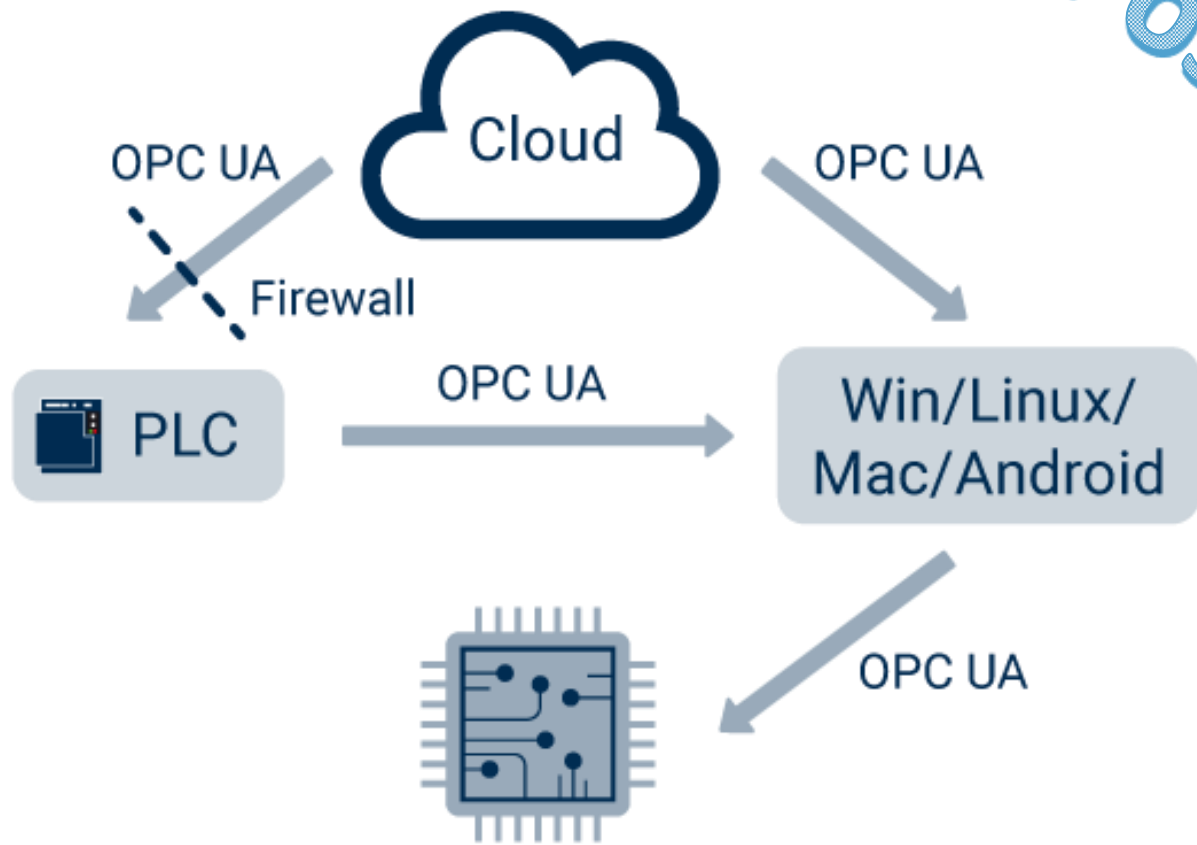 Cloud
OPC UA
OPC UA
Firewall
OPC UA
PLC
Win/Linux/
Mac/Android
OPC UA